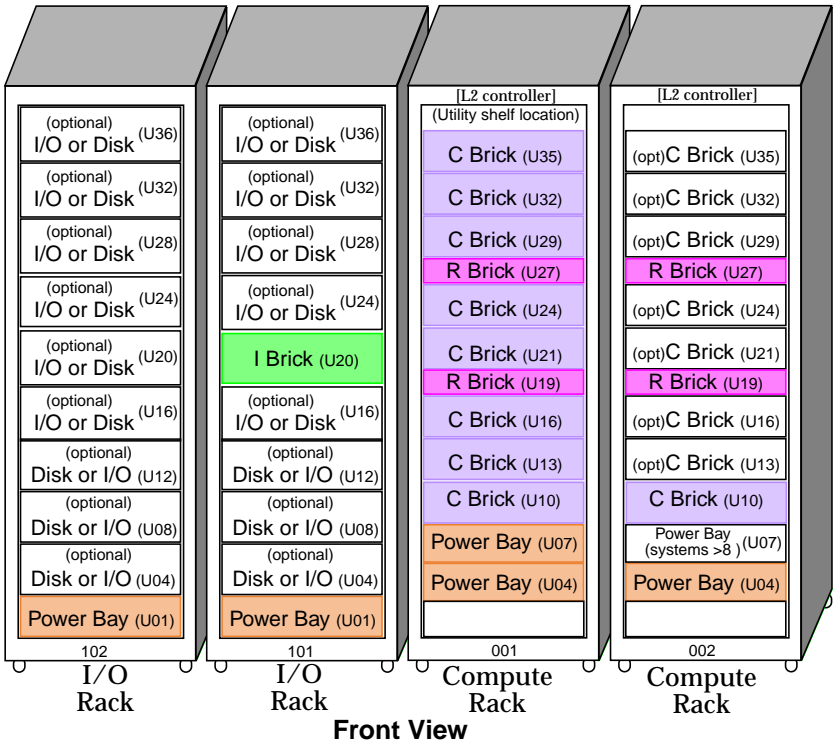 (optional)
I/O or Disk (U36)
(optional)
I/O or Disk (U32)
(optional)
I/O or Disk (U28)
(optional)
I/O or Disk (U24)
(optional)
I/O or Disk (U20)
(optional)
I/O or Disk (U16)
(optional)
Disk or I/O (U12)
(optional)
Disk or I/O (U08)
(optional)
Disk or I/O (U04)
Power Bay (U01)
102
I/O
Rack
(optional)
I/O or Disk (U36)
(optional)
I/O or Disk (U32)
(optional)
I/O or Disk (U28)
(optional)
I/O or Disk (U24)
I Brick (U20)
(optional)
I/O or Disk (U16)
(optional)
Disk or I/O (U12)
(optional)
Disk or I/O (U08)
(optional)
Disk or I/O (U04)
Power Bay (U01)
101
I/O
Rack
[L2 controller]
(Utility shelf location)
C Brick (U35)
C Brick (U32)
C Brick (U29)
R Brick (U27)
C Brick (U24)
C Brick (U21)
R Brick (U19)
C Brick (U16)
C Brick (U13)
C Brick (U10)
Power Bay (U07)
Power Bay (U04)
001
Compute
Rack
[L2 controller]
(opt)C Brick (U35)
(opt)C Brick (U32)
(opt)C Brick (U29)
R Brick (U27)
(opt)C Brick (U24)
(opt)C Brick (U21)
R Brick (U19)
(opt)C Brick (U16)
(opt)C Brick (U13)
C Brick (U10)
Power Bay
(systems >8 ) (U07)
Power Bay (U04)
002
Compute
Rack
Front View